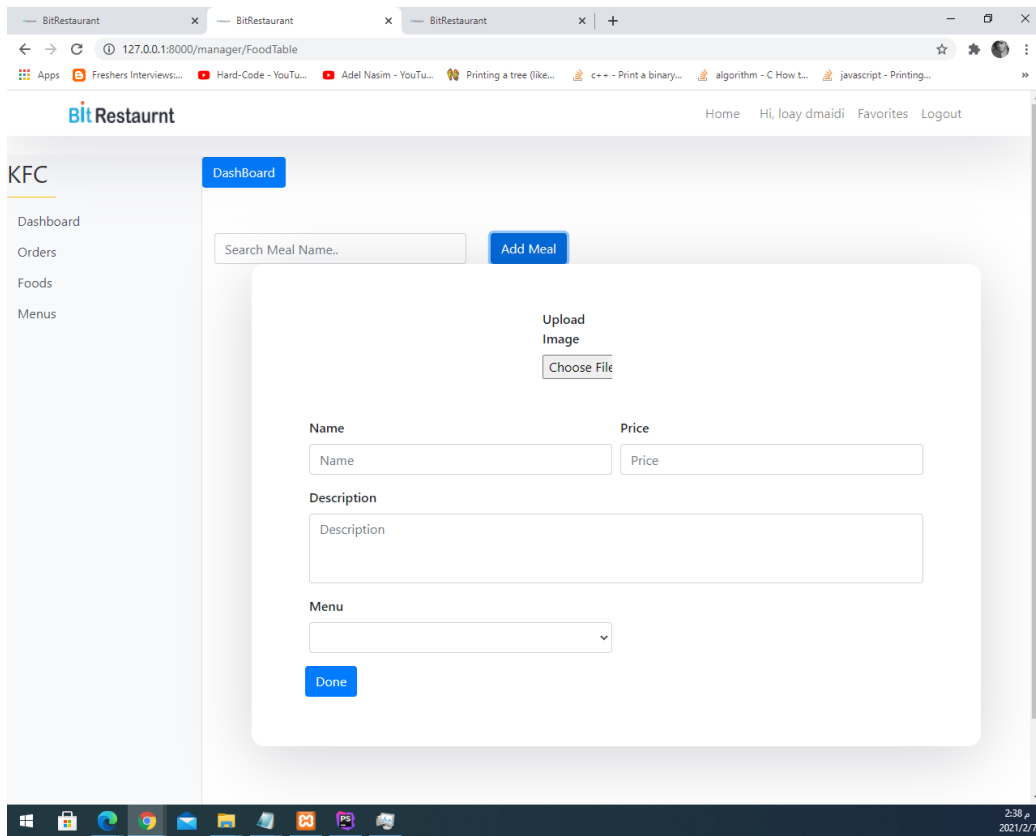 BitRestaurant
BitRestaurant
BitRestaurant
127.0.0.1:8000/manager/FoodTable
Apps Freshers Interviews:... Hard-Code - YouTu... Adel Nasim - YouTu... Printing a tree (like... c++ - Print a binary... algorithm - C How t... javascript - Printing...
Bit Restaurnt
Home Hi, loay dmaidi Favorites Logout
KFC
DashBoard
Dashboard
Orders
Foods
Menus
Search Meal Name..
Add Meal
Upload
Image
Choose File
Name Price
Name Price
Description
Description
Menu
Done
2:38
2021/2/7